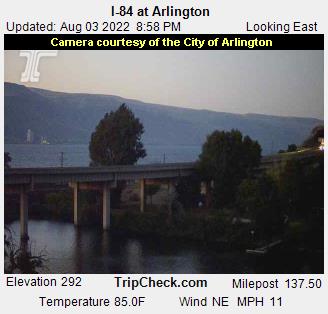 I-84 at Arlington
Updated: Aug 03 2022 8:58 PM Looking East
Camera courtesy of the City of Arlington
Elevation 292 TripCheck.com Milepost 137.50
Temperature 85.0F Wind NE MPH 11